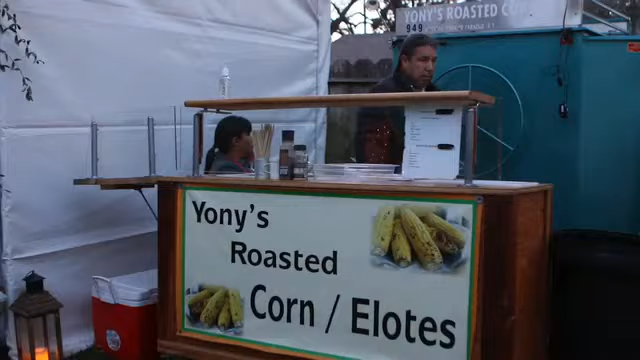 YONY'S ROASTED
949
Yony's
Roasted
Corn / Elotes